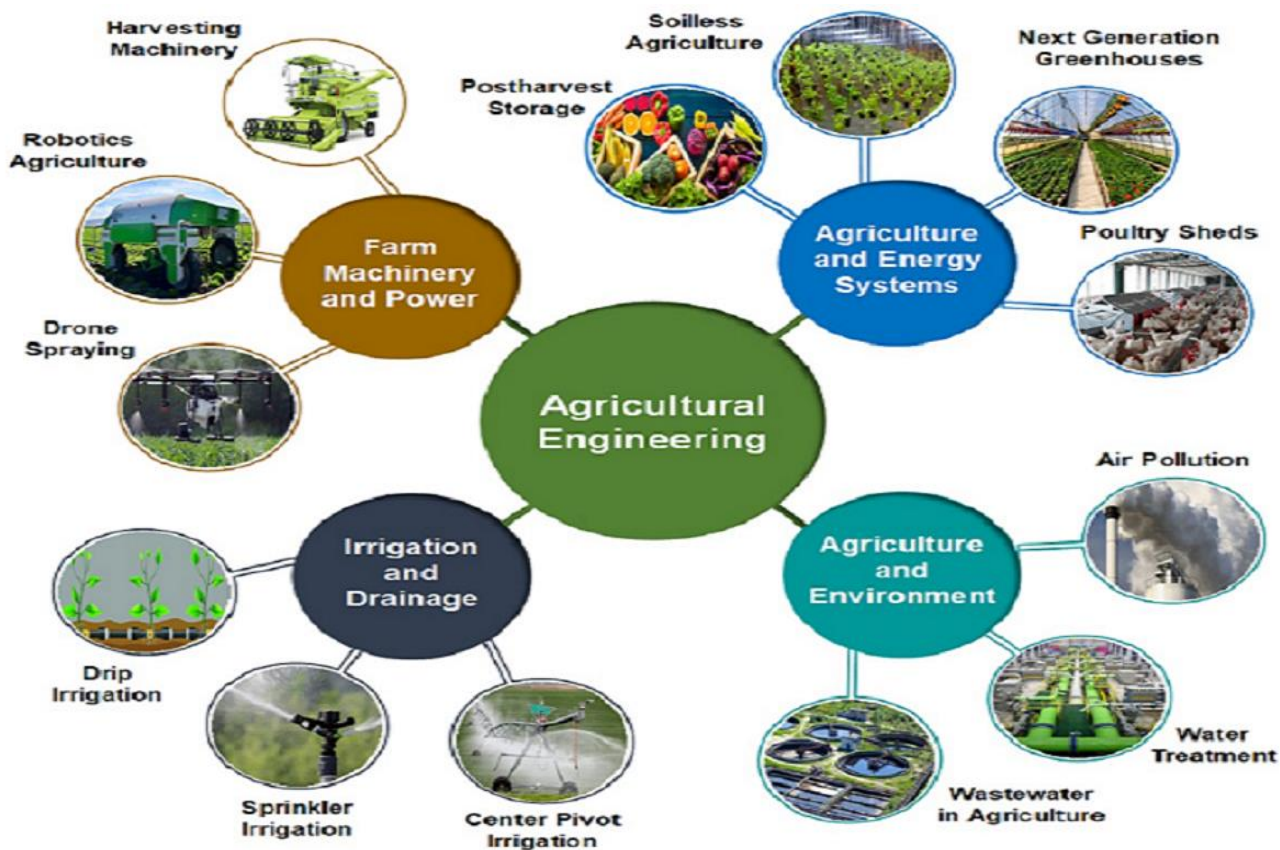 Harvesting
Machinery
Robotics
Agriculture
Drone
Spraying
Farm
Machinery
and Power
Soilless
Agriculture
Postharvest
Storage
Next Generation
Greenhouses
Poultry Sheds
Agriculture
and Energy
Systems
Agricultural
Engineering
Irrigation
and
Drainage
Drip
Irrigation
Sprinkler
Irrigation
Center Pivot
Irrigation
Agriculture
and
Environment
Air Pollution
Water
Treatment
Wastewater
in Agriculture